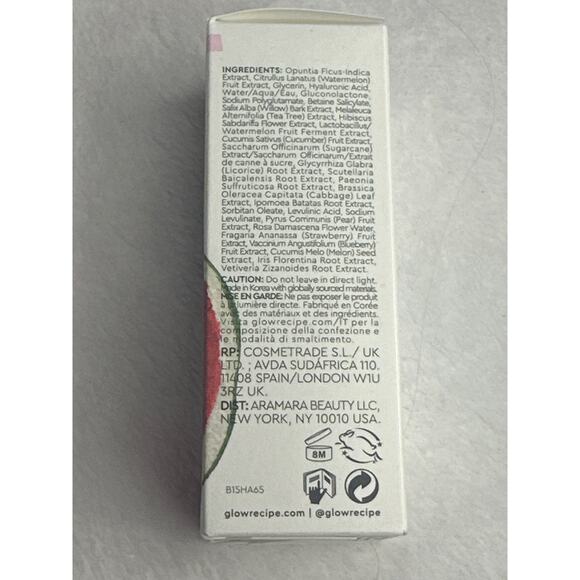 INGREDIENTS: Opuntia Ficus-Indica
Extract, Citrullus Lanatus (Watermelon)
Fruit Extract, Glycerin, Hyaluronic Acid,
Water/Aqua/Eau, Gluconolactone,
Sodium Polyglutamate, Betaine Salicylate,
Salix Alba (Willow) Bark Extract, Melaleuca
Alternifolia (Tea Tree) Extract, Hibiscus
Sabdariffa Flower Extract, Lactobacillus/
Watermelon Fruit Ferment Extract,
Cucumis Sativus (Cucumber) Fruit Extract,
Saccharum Officinarum (Sugarcane)
Extract/Saccharum Officinarum/Extrait
de canne à sucre, Glycyrrhiza Glabra
(Licorice) Root Extract, Scutellaria
Baicalensis Root Extract, Paeonia
Suffruticosa Root Extract, Brassica
Oleracea Capitata (Cabbage) Leaf
Extract, Ipomoea Batatas Root Extract,
Sorbitan Oleate, Levulinic Acid, Sodium
Levulinate, Pyrus Communis (Pear) Fruit
Extract, Rosa Damascena Flower Water,
Fragaria Ananassa (Strawberry) Fruit
Extract, Vaccinium Angustifolium (Blueberry)
Fruit Extract, Cucumis Melo (Melon) Seed
Extract, Iris Florentina Root Extract,
Vetiveria Zizanoides Root Extract.
CAUTION: Do not leave in direct light.
Made in Korea with globally sourced materials.
MISE EN GARDE: Ne pas exposer le produit
à lumière directe. Fabriqué en Corée
avec des matériaux et des ingrédients.
Visita glowrecipe.com/IT per la
composizione della confezione e
le modalità di smaltimento.
RP: COSMETRADE S.L./ UK
LTD. ; AVDA SUDÁFRICA 110.
11408 SPAIN/LONDON W1U
3RZ UK.
DIST: ARAMARA BEAUTY LLC,
NEW YORK, NY 10010 USA.
8M
B15HA65
glowrecipe.com | @glowrecipe